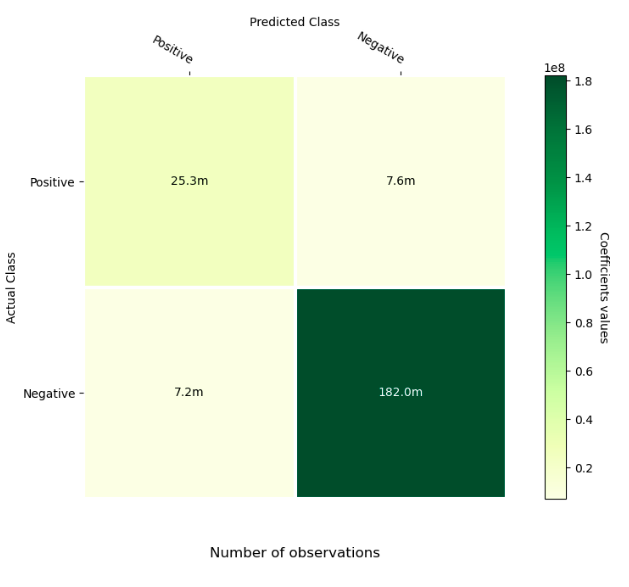 Predicted Class
Positive
Negative
1e8
1.8
1.6
1.4
1.2
1.0
0.8
0.6
0.4
0.2
Coefficients values
Actual Class
Positive
25.3m
7.6m
Negative
7.2m
182.0m
Number of observations